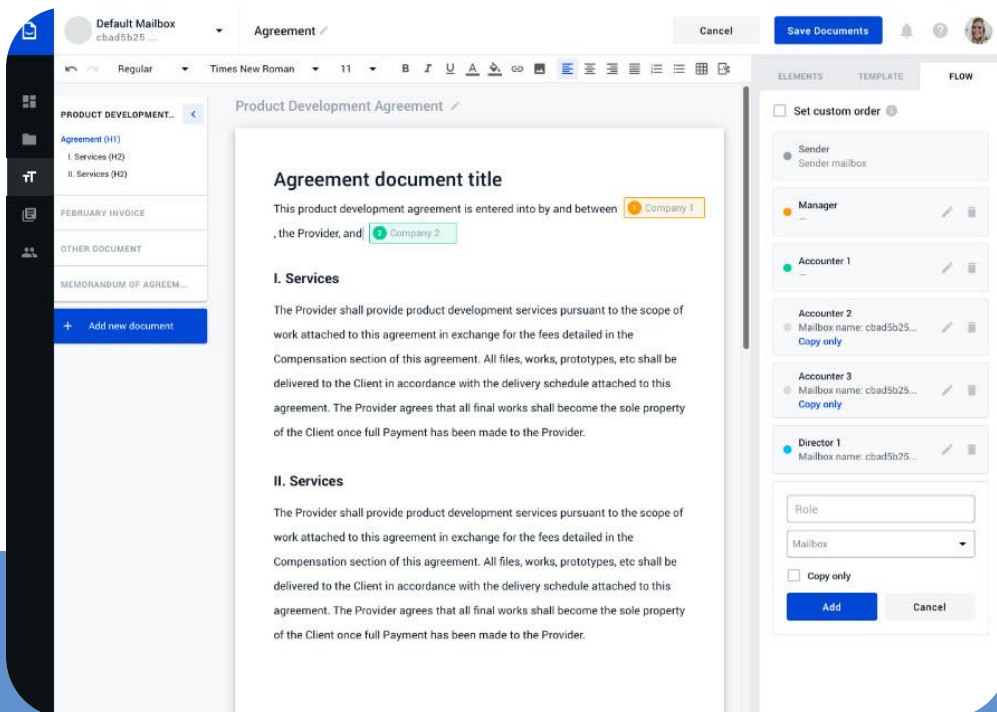 Default Mailbox
cbad5b25 ...
Agreement
Cancel
Save Documents
Regular
Times New Roman
11
B I U A
ELEMENTS
TEMPLATE
FLOW
PRODUCT DEVELOPMENT..
Agreement (H1)
I. Services (H2)
II. Services (H2)
FEBRUARY INVOICE
OTHER DOCUMENT
MEMORANDUM OF AGREEM...
+ Add new document
Product Development Agreement
Agreement document title
This product development agreement is entered into by and between 1 Company 1
, the Provider, and 2 Company 2
I. Services
The Provider shall provide product development services pursuant to the scope of
work attached to this agreement in exchange for the fees detailed in the
Compensation section of this agreement. All files, works, prototypes, etc shall be
delivered to the Client in accordance with the delivery schedule attached to this
agreement. The Provider agrees that all final works shall become the sole property
of the Client once full Payment has been made to the Provider.
II. Services
The Provider shall provide product development services pursuant to the scope of
work attached to this agreement in exchange for the fees detailed in the
Compensation section of this agreement. All files, works, prototypes, etc shall be
delivered to the Client in accordance with the delivery schedule attached to this
agreement. The Provider agrees that all final works shall become the sole property
of the Client once full Payment has been made to the Provider.
Set custom order
Sender
Sender mailbox
Manager
—
Accounter 1
—
Accounter 2
Mailbox name: cbad5b25...
Copy only
Accounter 3
Mailbox name: cbad5b25...
Copy only
Director 1
Mailbox name: cbad5b25...
Role
Mailbox
Copy only
Add
Cancel